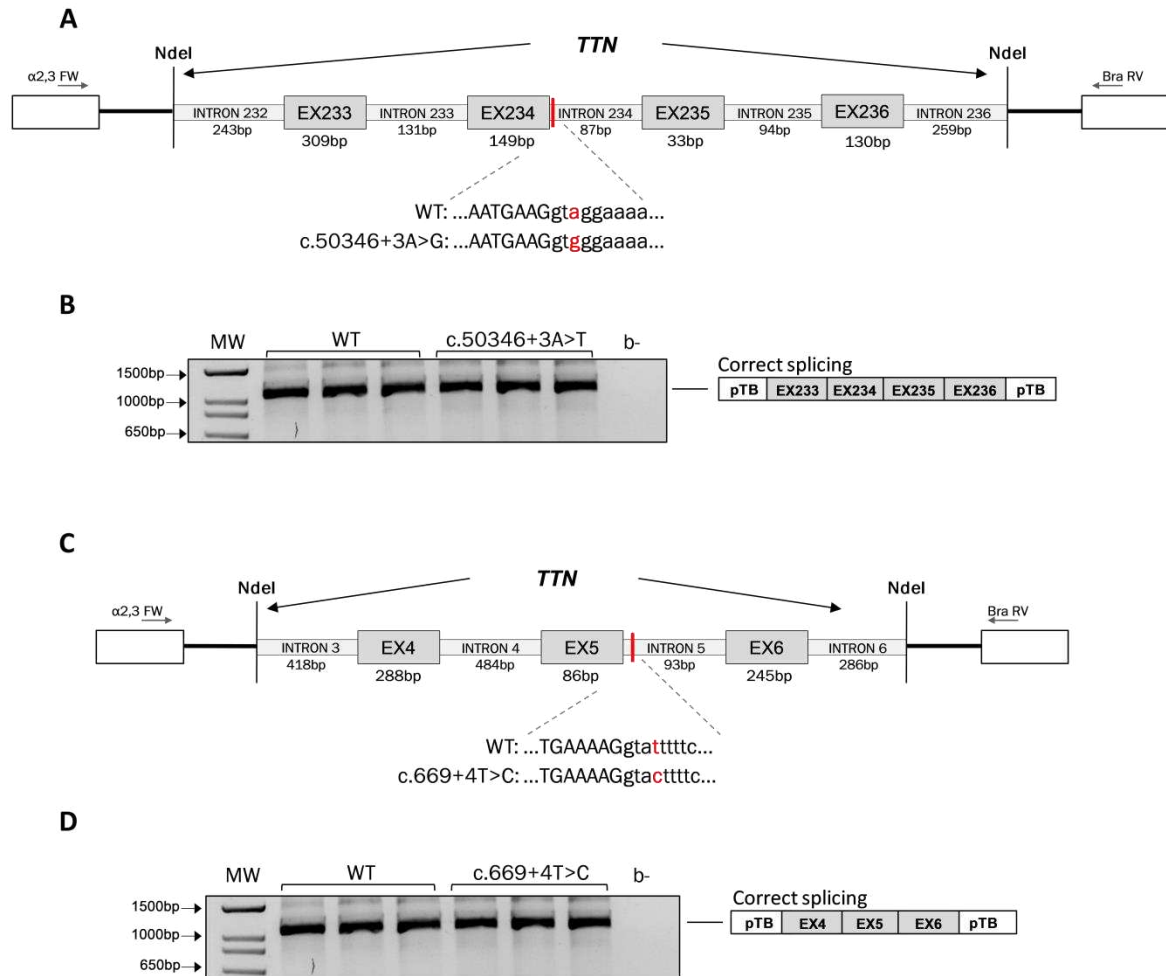 A
TTN
NdeI NdeI
α2,3 FW Bra RV
INTRON 232 EX233 INTRON 233 EX234 INTRON 234 EX235 INTRON 235 EX236 INTRON 236
243bp 309bp 131bp 149bp 87bp 33bp 94bp 130bp 259bp
WT: ...AATGAAGgtaggaaaa...
c.50346+3A>G: ...AATGAAGgtgggaaaa...
B
MW WT c.50346+3A>T b-
1500bp
1000bp
650bp
Correct splicing
pTB EX233 EX234 EX235 EX236 pTB
C
TTN
NdeI NdeI
α2,3 FW Bra RV
INTRON 3 EX4 INTRON 4 EX5 INTRON 5 EX6 INTRON 6
418bp 288bp 484bp 86bp 93bp 245bp 286bp
WT: ...TGAAAAGgtatttttc...
c.669+4T>C: ...TGAAAAGgtacttttc...
D
MW WT c.669+4T>C b-
1500bp
1000bp
650bp
Correct splicing
pTB EX4 EX5 EX6 pTB